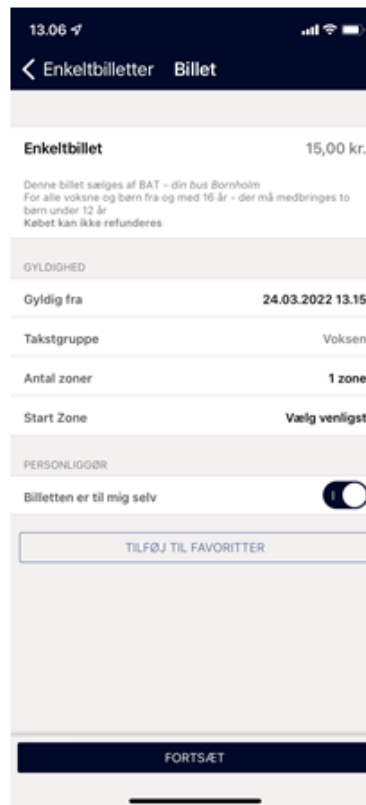 13.06
Enkeltbilletter Billet
Enkeltbillet 15,00 kr.
Denne billet sælges af BAT - din bus Bornholm
For alle voksne og børn fra og med 16 år - der må medbringes to
børn under 12 år
Købet kan ikke refunderes
GYLDIGHED
Gyldig fra 24.03.2022 13.15
Takstgruppe Voksen
Antal zoner 1 zone
Start Zone Vælg venligst
PERSONLIGGØR
Billetten er til mig selv
TILFØJ TIL FAVORITTER
FORTSÆT